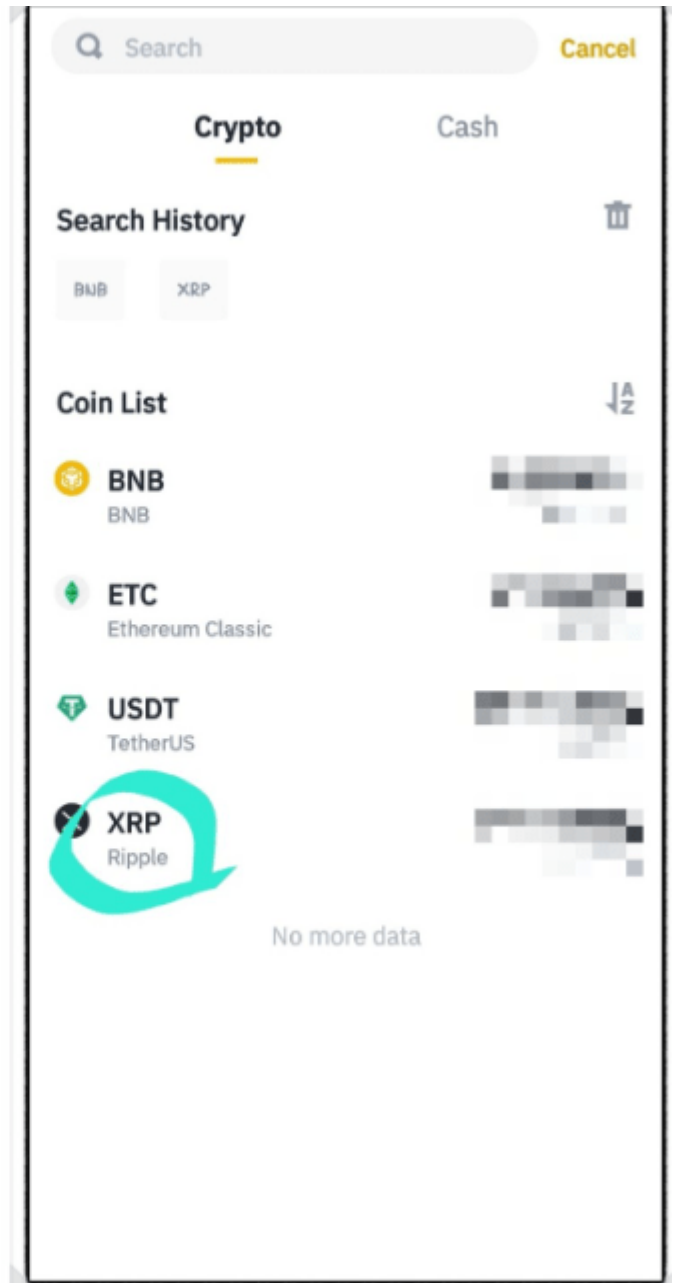 Search Cancel
Crypto Cash
Search History
BNB XRP
Coin List
BNB
BNB
ETC
Ethereum Classic
USDT
TetherUS
XRP
Ripple
No more data